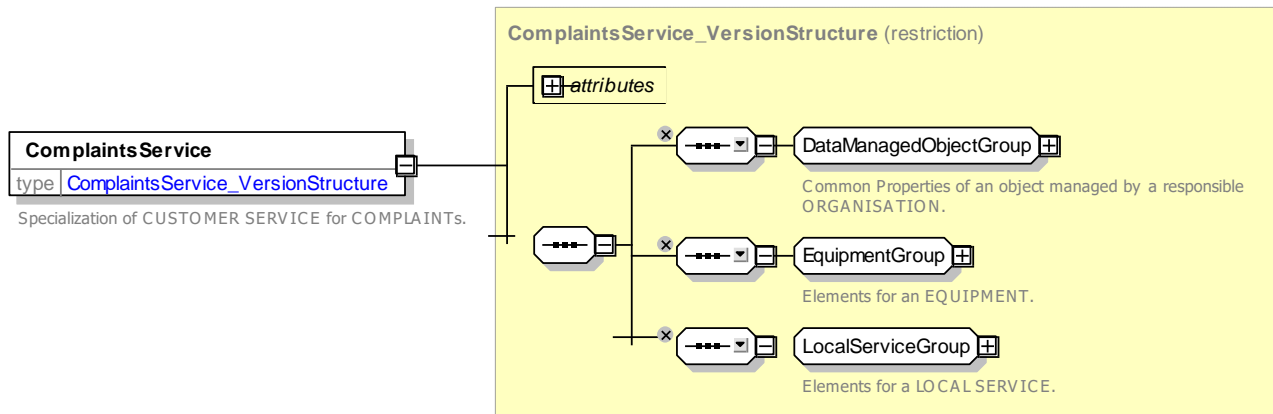 ComplaintsService_VersionStructure (restriction)
attributes
ComplaintsService
type ComplaintsService_VersionStructure
Specialization of CUSTOMER SERVICE for COMPLAINTs.
DataManagedObjectGroup
Common Properties of an object managed by a responsible
ORGANISATION.
EquipmentGroup
Elements for an EQUIPMENT.
LocalServiceGroup
Elements for a LOCAL SERVICE.